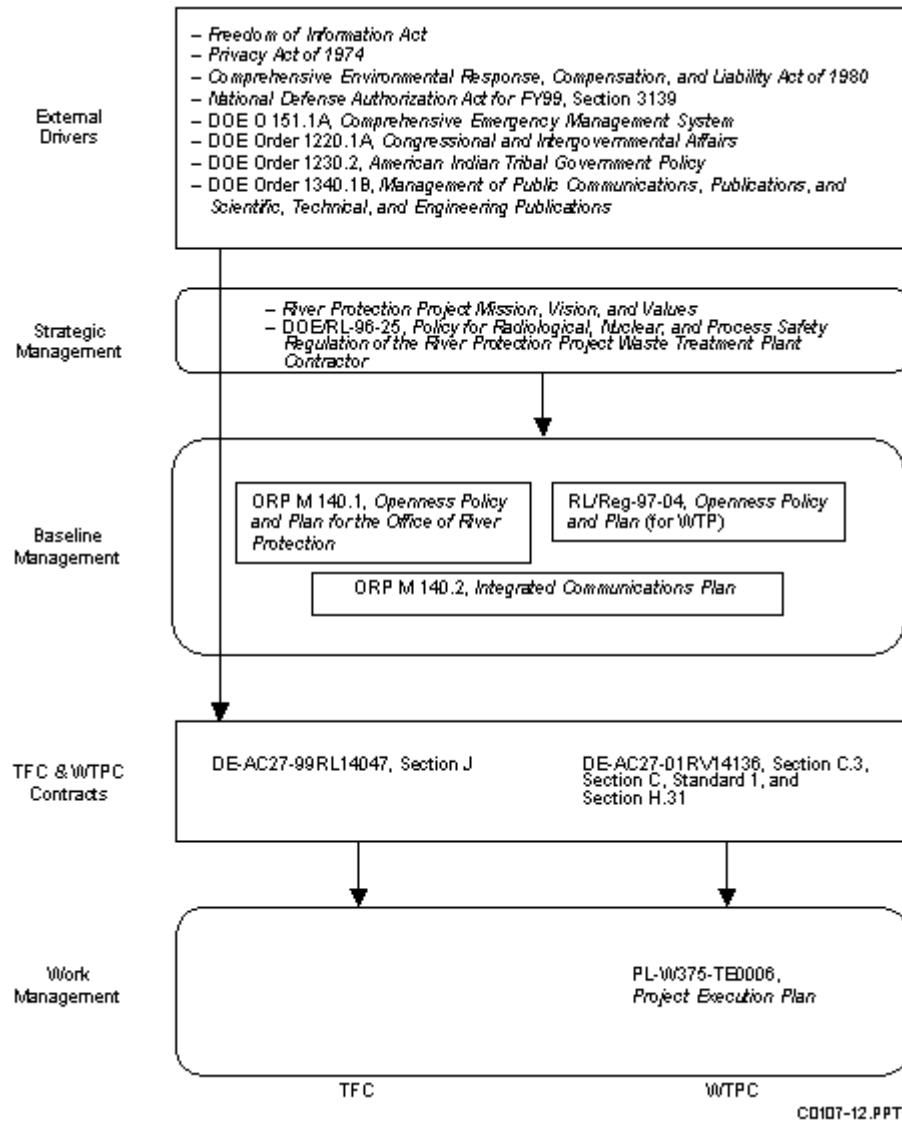 External
Drivers
– Freedom of Information Act
– Privacy Act of 1974
– Comprehensive Environmental Response, Compensation, and Liability Act of 1980
– National Defense Authorization Act for FY99, Section 3139
– DOE O 151.1A, Comprehensive Emergency Management System
– DOE Order 1220.1A, Congressional and Intergovernmental Affairs
– DOE Order 1230.2, American Indian Tribal Government Policy
– DOE Order 1340.1B, Management of Public Communications, Publications, and
Scientific, Technical, and Engineering Publications
Strategic
Management
– River Protection Project Mission, Vision, and Values
– DOE/RL-96-25, Policy for Radiological, Nuclear, and Process Safety
Regulation of the River Protection Project Waste Treatment Plant
Contractor
Baseline
Management
ORP M 140.1, Openness Policy
and Plan for the Office of River
Protection
RL/Reg-97-04, Openness Policy
and Plan (for WTP)
ORP M 140.2, Integrated Communications Plan
TFC & WTPC
Contracts
DE-AC27-99RL14047, Section J
DE-AC27-01RV14136, Section C.3,
Section C, Standard 1, and
Section H.31
Work
Management
PL-W375-TE0006,
Project Execution Plan
TFC
WTPC
C0107-12.PPT